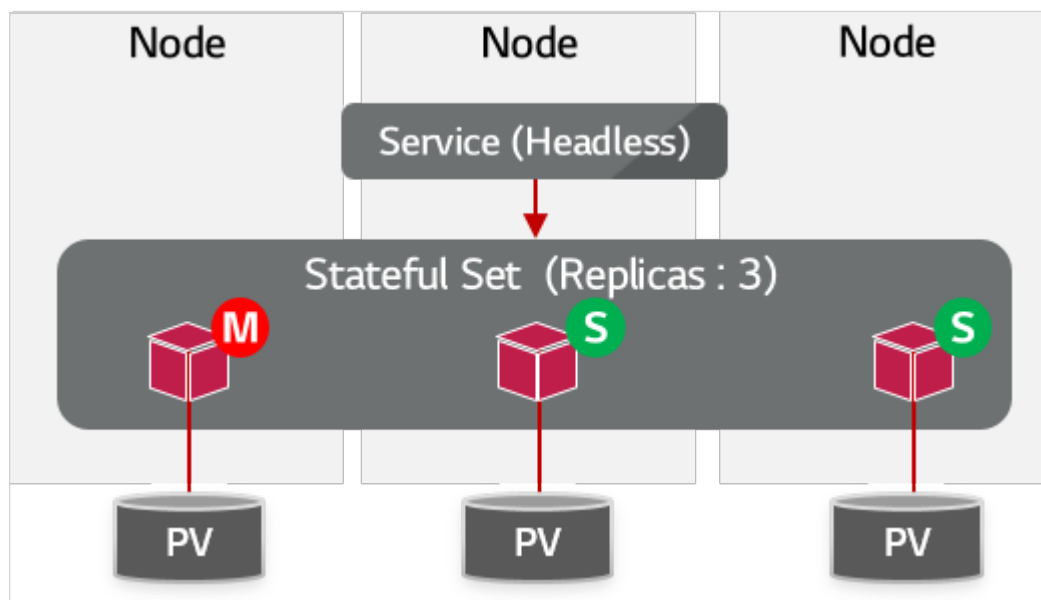 Node
Node
Node
Service (Headless)
Stateful Set (Replicas : 3)
M
S
S
PV
PV
PV